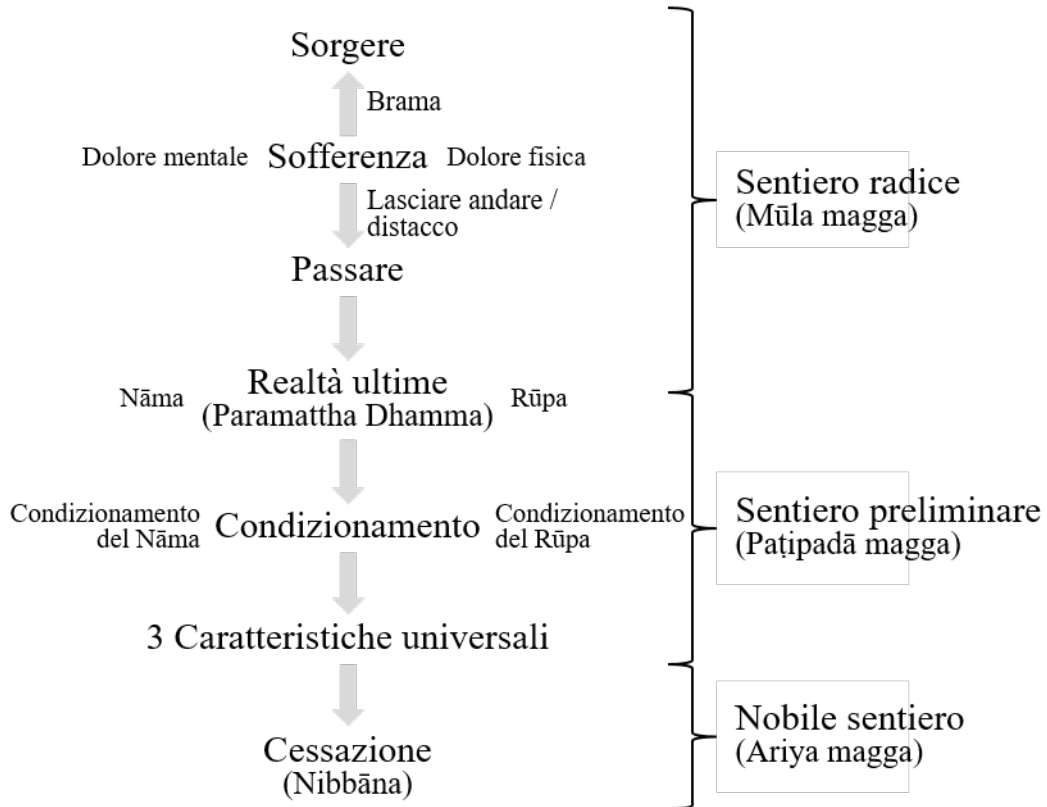 Sorgere
Brama
Dolore mentale Sofferenza Dolore fisica
Lasciare andare /
distacco
Passare
Nāma
Realtà ultime
(Paramattha Dhamma)
Rūpa
Condizionamento
del Nāma
Condizionamento
Condizionamento
del Rūpa
3 Caratteristiche universali
Cessazione
(Nibbāna)
Sentiero radice
(Mūla magga)
Sentiero preliminare
(Paṭipadā magga)
Nobile sentiero
(Ariya magga)